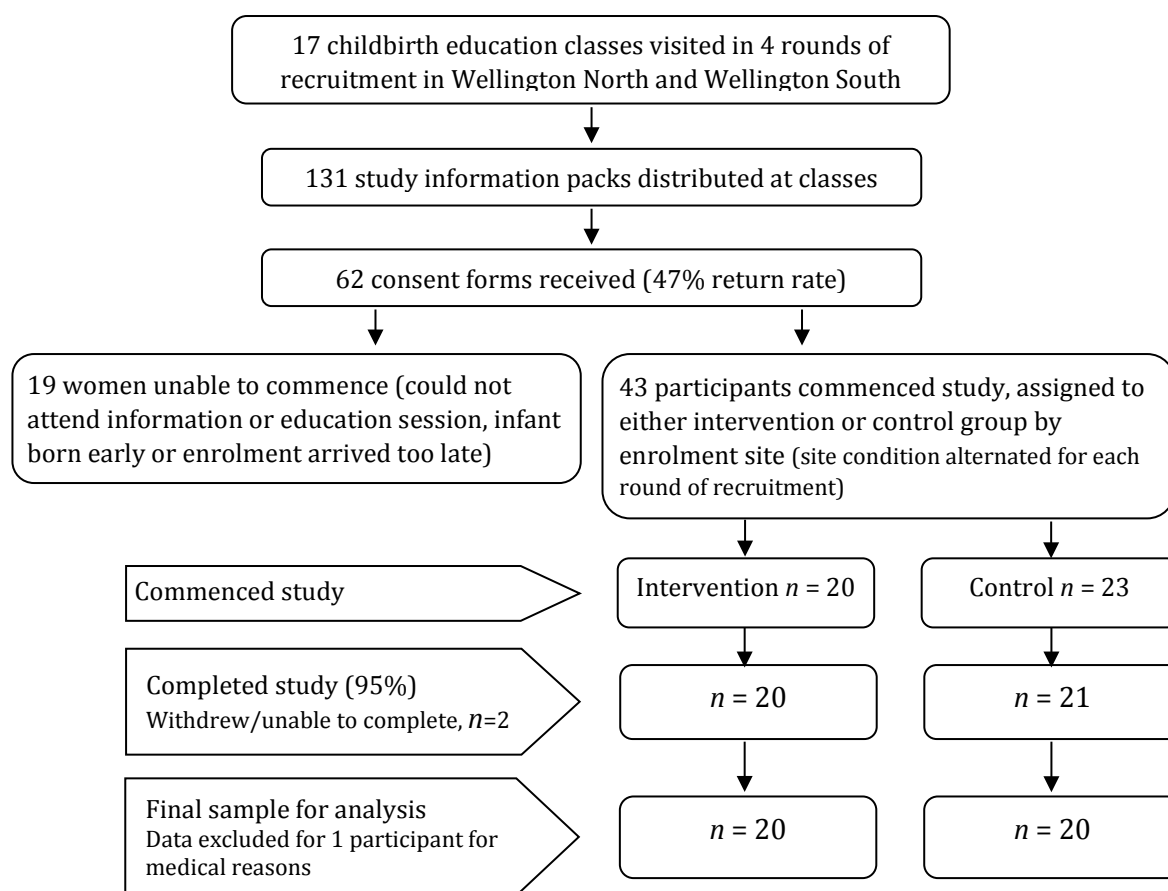 17 childbirth education classes visited in 4 rounds of
recruitment in Wellington North and Wellington South
131 study information packs distributed at classes
62 consent forms received (47% return rate)
19 women unable to commence (could not
attend information or education session, infant
born early or enrolment arrived too late)
43 participants commenced study, assigned to
either intervention or control group by
enrolment site (site condition alternated for each
round of recruitment)
Commenced study
Intervention n = 20
Control n = 23
Completed study (95%)
Withdrew/unable to complete, n=2
n = 20
n = 21
Final sample for analysis
Data excluded for 1 participant for
medical reasons
n = 20
n = 20